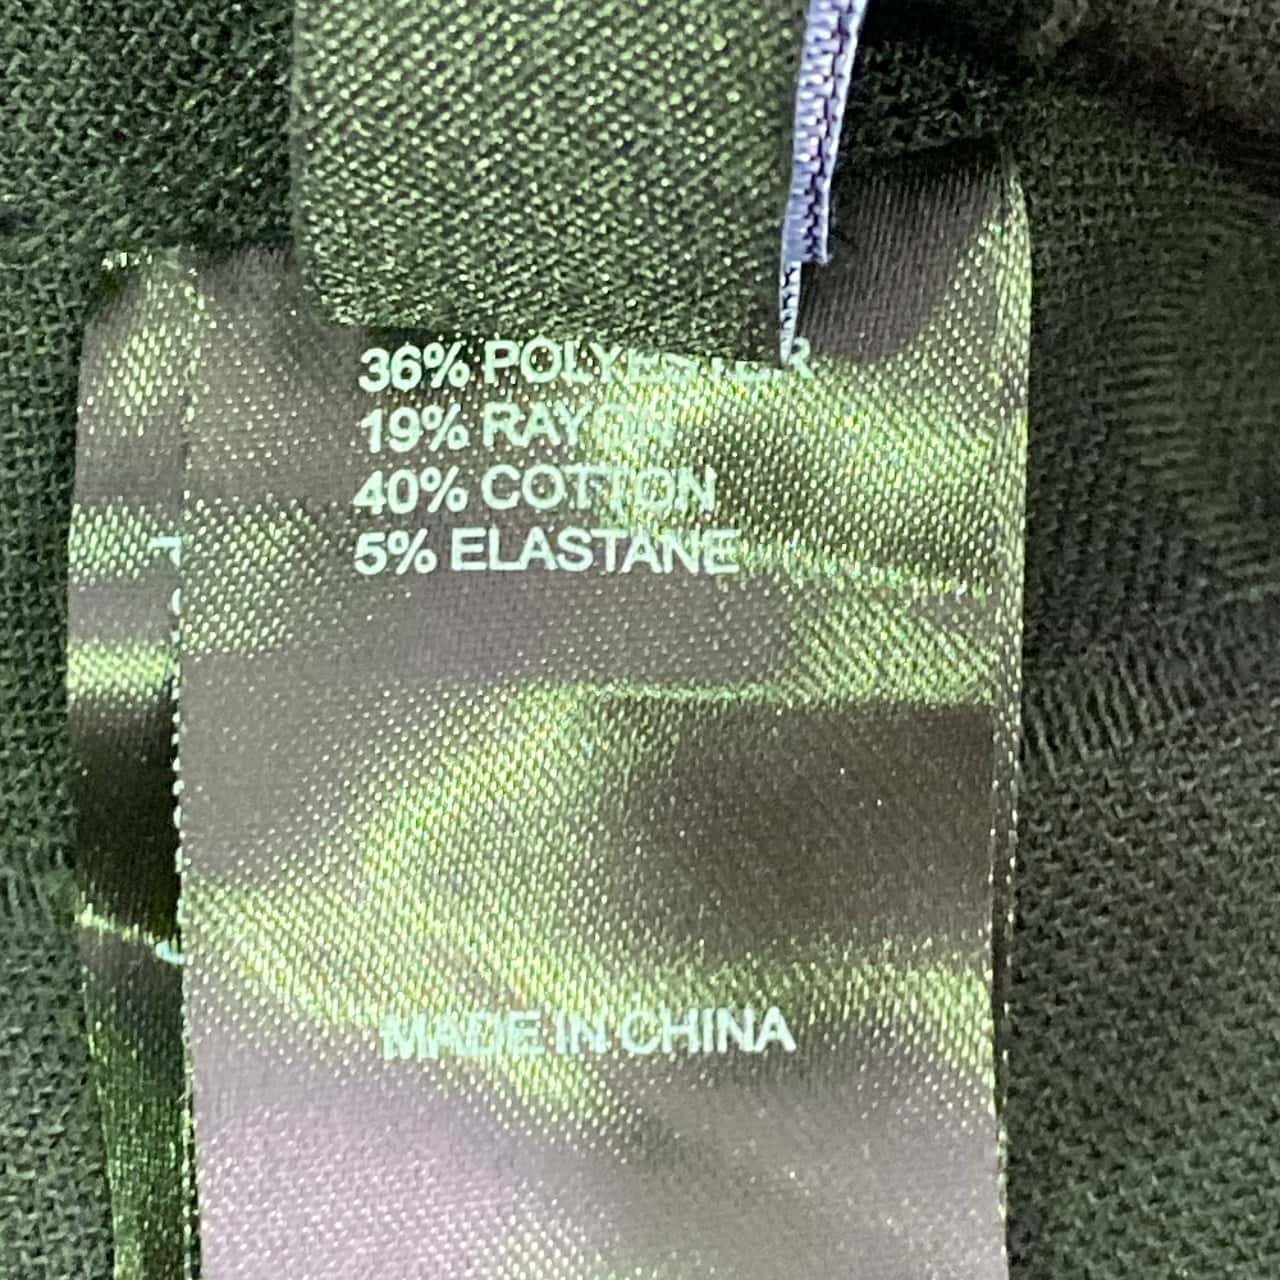 36% POLYESTER
19% RAYON
40% COTTON
5% ELASTANE
MADE IN CHINA